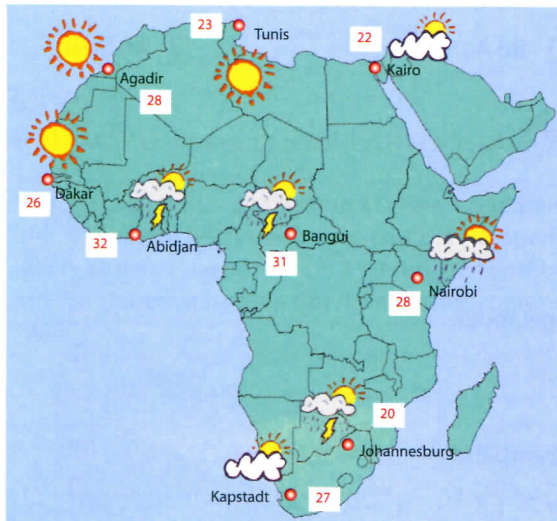 23
Tunis
22
Kairo
Agadir
28
26
Dakar
32
Abidjan
Bangui
31
28
Nairobi
20
Johannesburg
Kapstadt
27